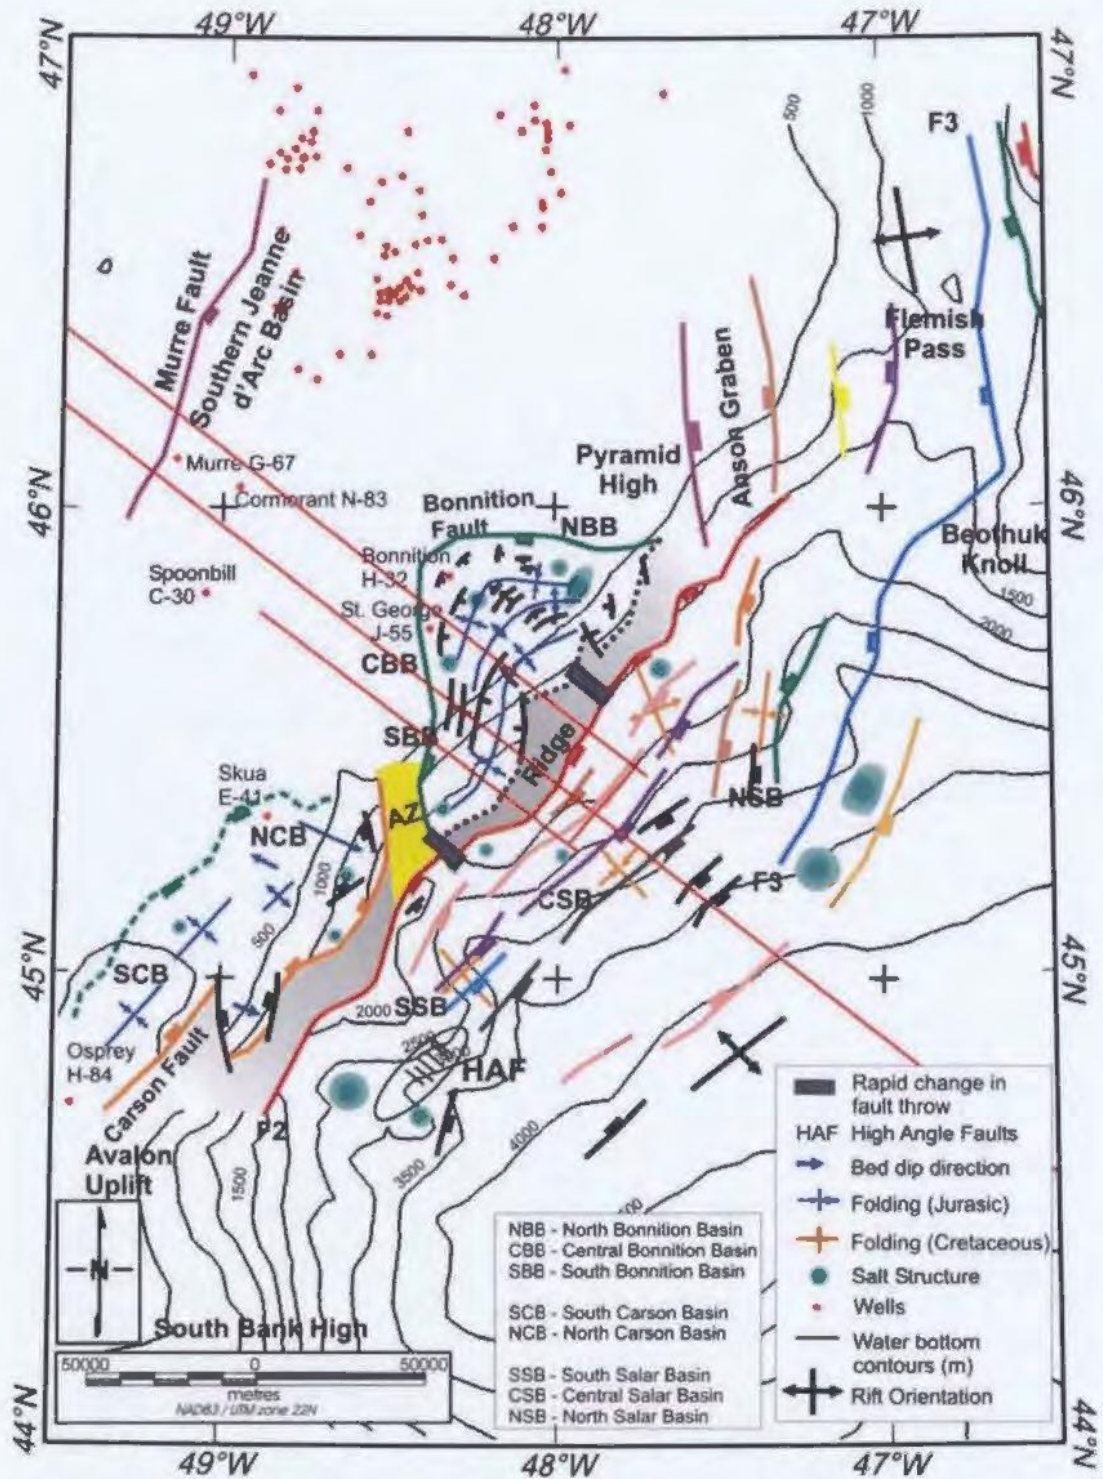 49°W
48°W
47°W
47°N
47°N
500
1000
F3
Murre Fault
Southern Jeanne
d'Arc Basin
Flemish
Pass
Anson Graben
Pyramid
High
Murre G-67
Cormorant N-83
46°N
46°N
Bonnition
Fault
NBB
Bonnition
H-32
Beothuk
Knoll
1500
2000
Spoonbill
C-30
St. George
J-55
CBB
SBB
Ridge
Skua
E-41
NCB
AZ
NSB
1000
500
CSB
F3
45°N
45°N
SCB
2000
SSB
2500
HAF
Osprey
H-84
Carson Fault
F2
Avalon
Uplift
1500
3500
4000
N
South Bank High
50000
0
50000
metres
NAD83 / UTM zone 22N
NBB - North Bonnition Basin
CBB - Central Bonnition Basin
SBB - South Bonnition Basin
SCB - South Carson Basin
NCB - North Carson Basin
SSB - South Salar Basin
CSB - Central Salar Basin
NSB - North Salar Basin
Rapid change in
fault throw
HAF High Angle Faults
Bed dip direction
Folding (Jurasic)
Folding (Cretaceous)
Salt Structure
Wells
Water bottom
contours (m)
Rift Orientation
44°N
44°N
49°W
48°W
47°W